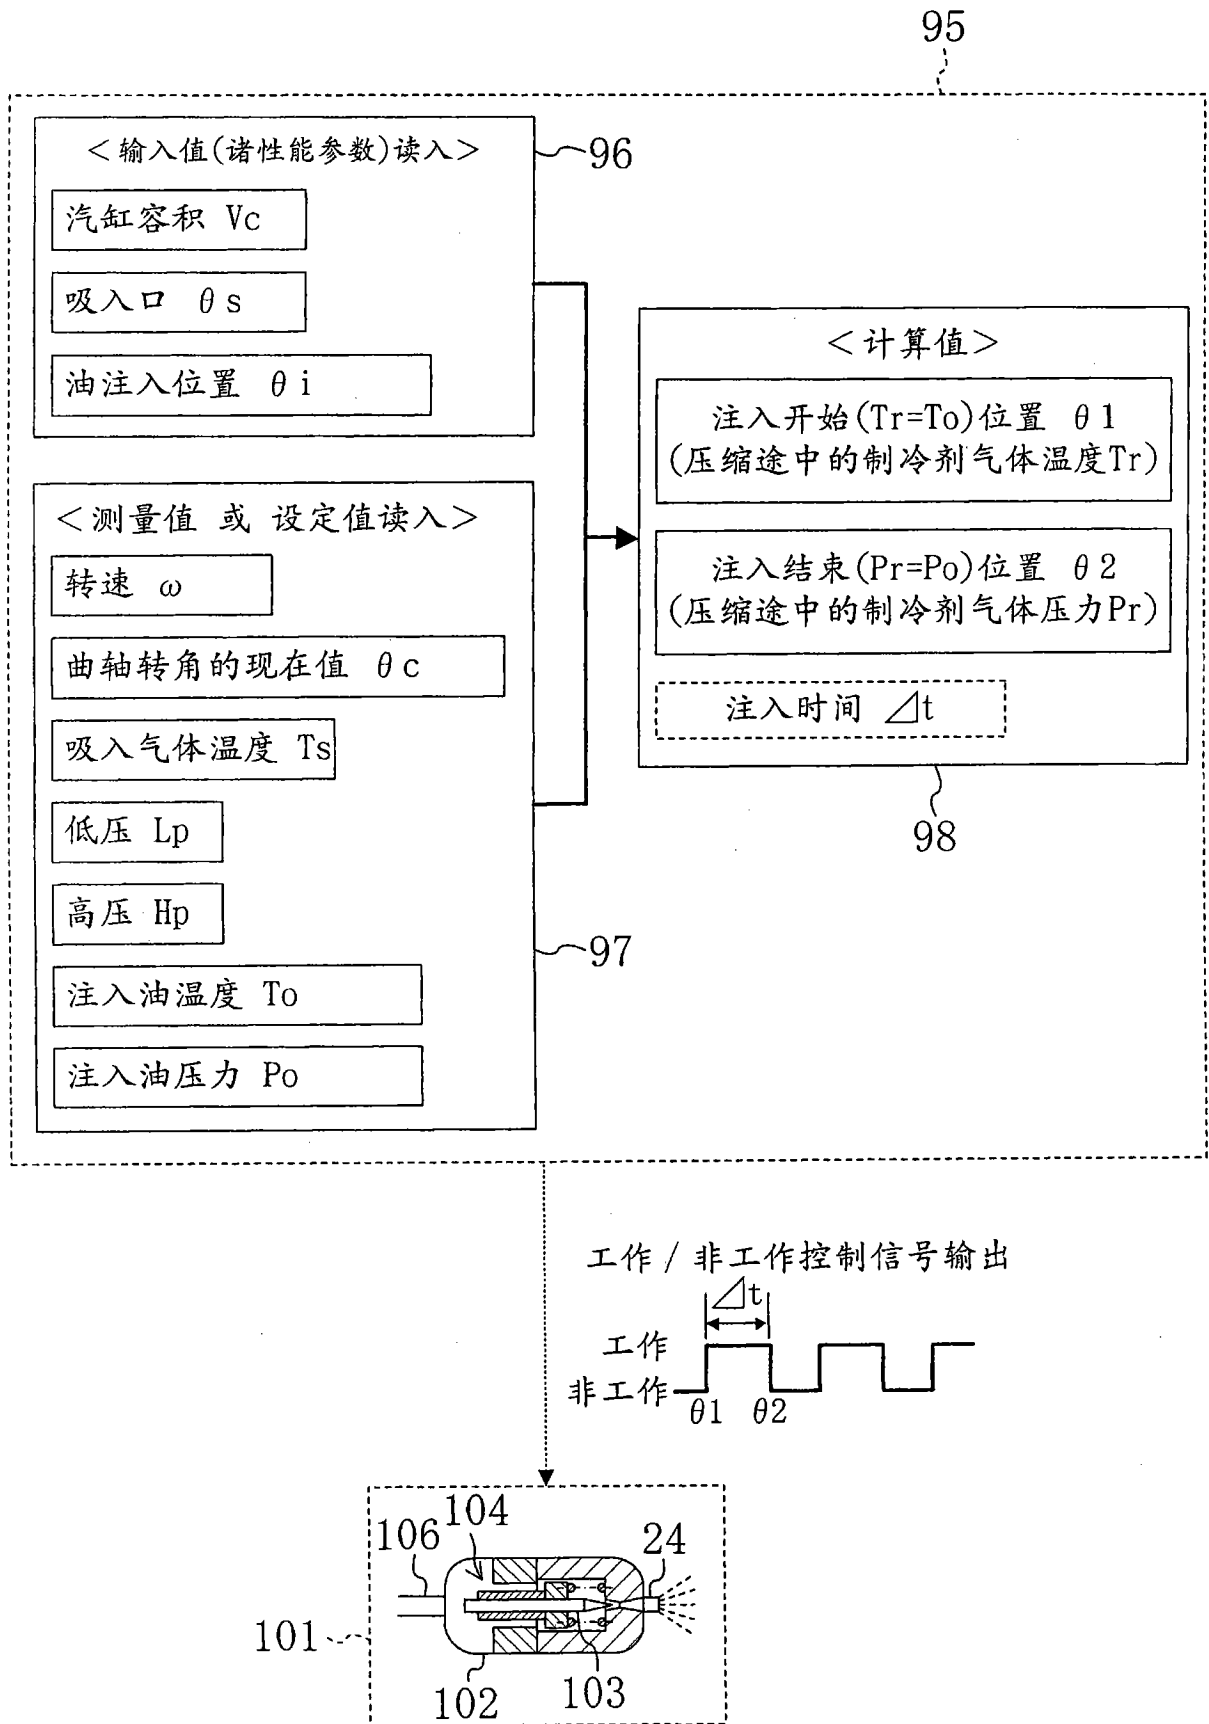 95
<输入值(诸性能参数)读入>
96
汽缸容积 Vc
吸入口 θs
油注入位置 θi
<测量值 或 设定值读入>
转速 ω
曲轴转角的现在值 θc
吸入气体温度 Ts
低压 Lp
高压 Hp
97
注入油温度 To
注入油压力 Po
<计算值>
注入开始(Tr=To)位置 θ1
(压缩途中的制冷剂气体温度Tr)
注入结束(Pr=Po)位置 θ2
(压缩途中的制冷剂气体压力Pr)
注入时间 ⊿t
98
工作/非工作控制信号输出
⊿t
工作
非工作
θ1 θ2
104
106
24
101
102
103